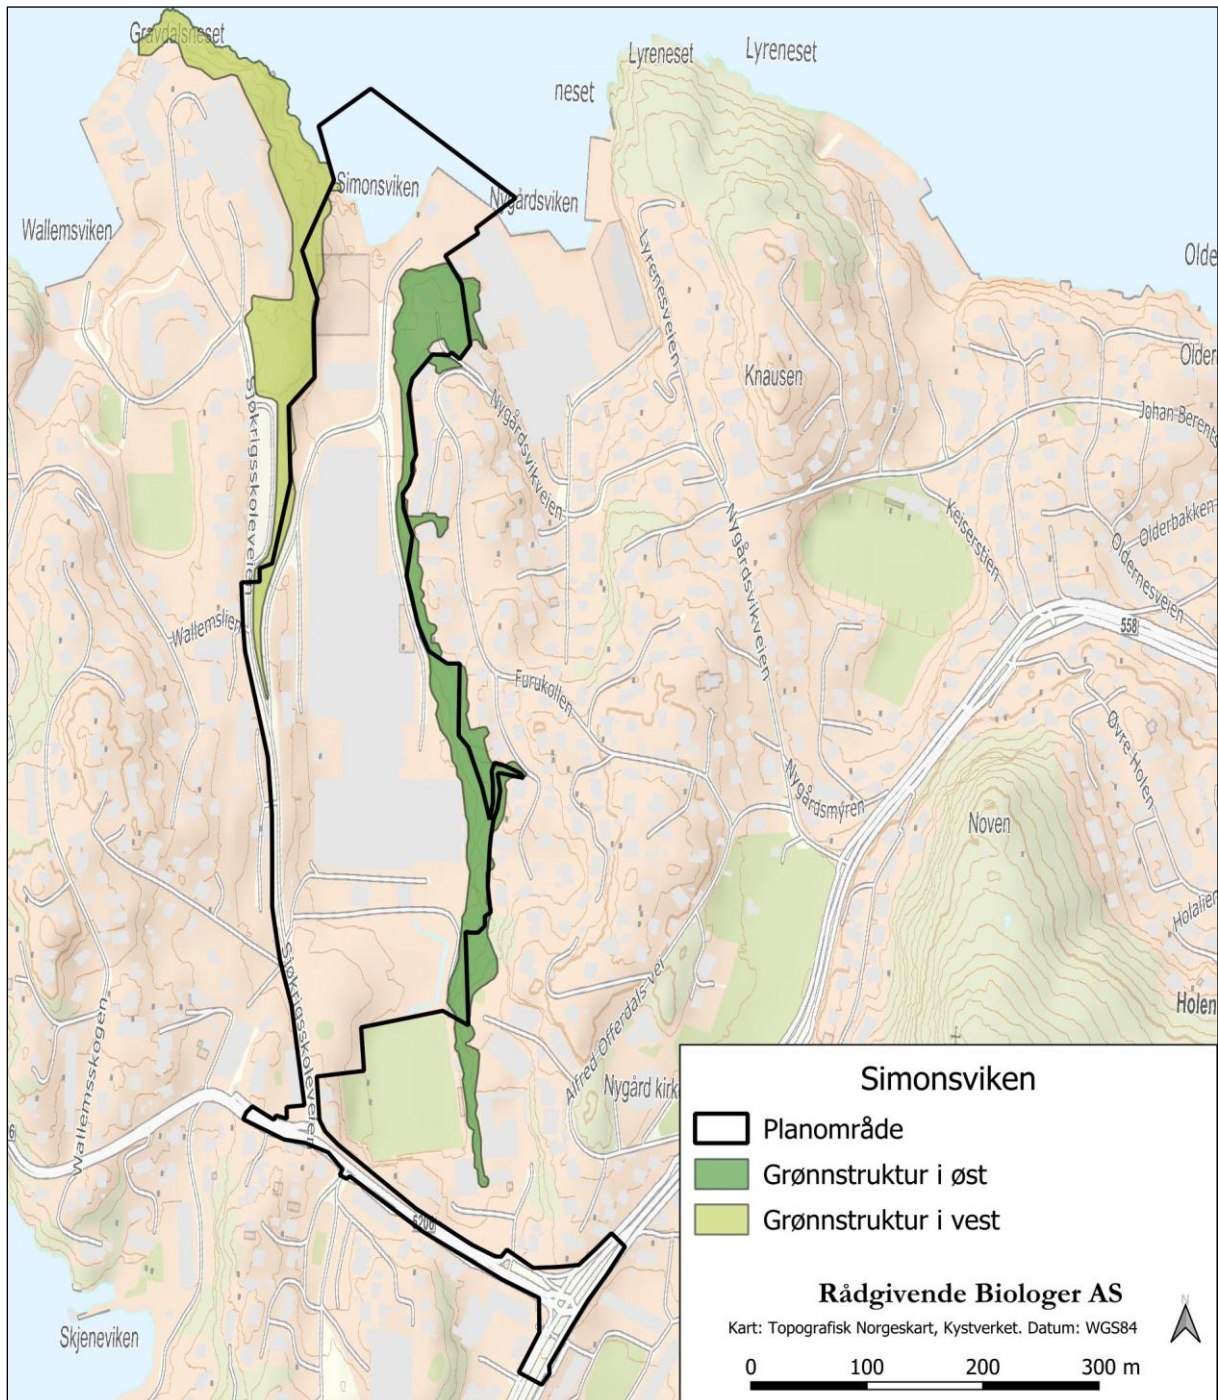 Gravdalsneset
Lyreneset
Lyreneset
neset
Simonsviken
Nygårdsviken
Wallemsviken
Olde
Lyrenesveien
Older
Knausen
Sjøkrigsskoleveien
Nygårdsvikveien
Johan Berents
Keiserstien
Olderbakken
Nygårdsvikveien
Oldernesveien
Wallemslien
558
Furukollen
Øvre-Holen
Nygårdsmyren
Noven
Holalien
Sjøkrigsskoleveien
Wallemsskogen
Alfred-Offerdals-vei
Holen
Nygård kirk
5206
Skjeneviken
Simonsviken
Planområde
Grønnstruktur i øst
Grønnstruktur i vest
Rådgivende Biologer AS
Kart: Topografisk Norgeskart, Kystverket. Datum: WGS84
N
0 100 200 300 m